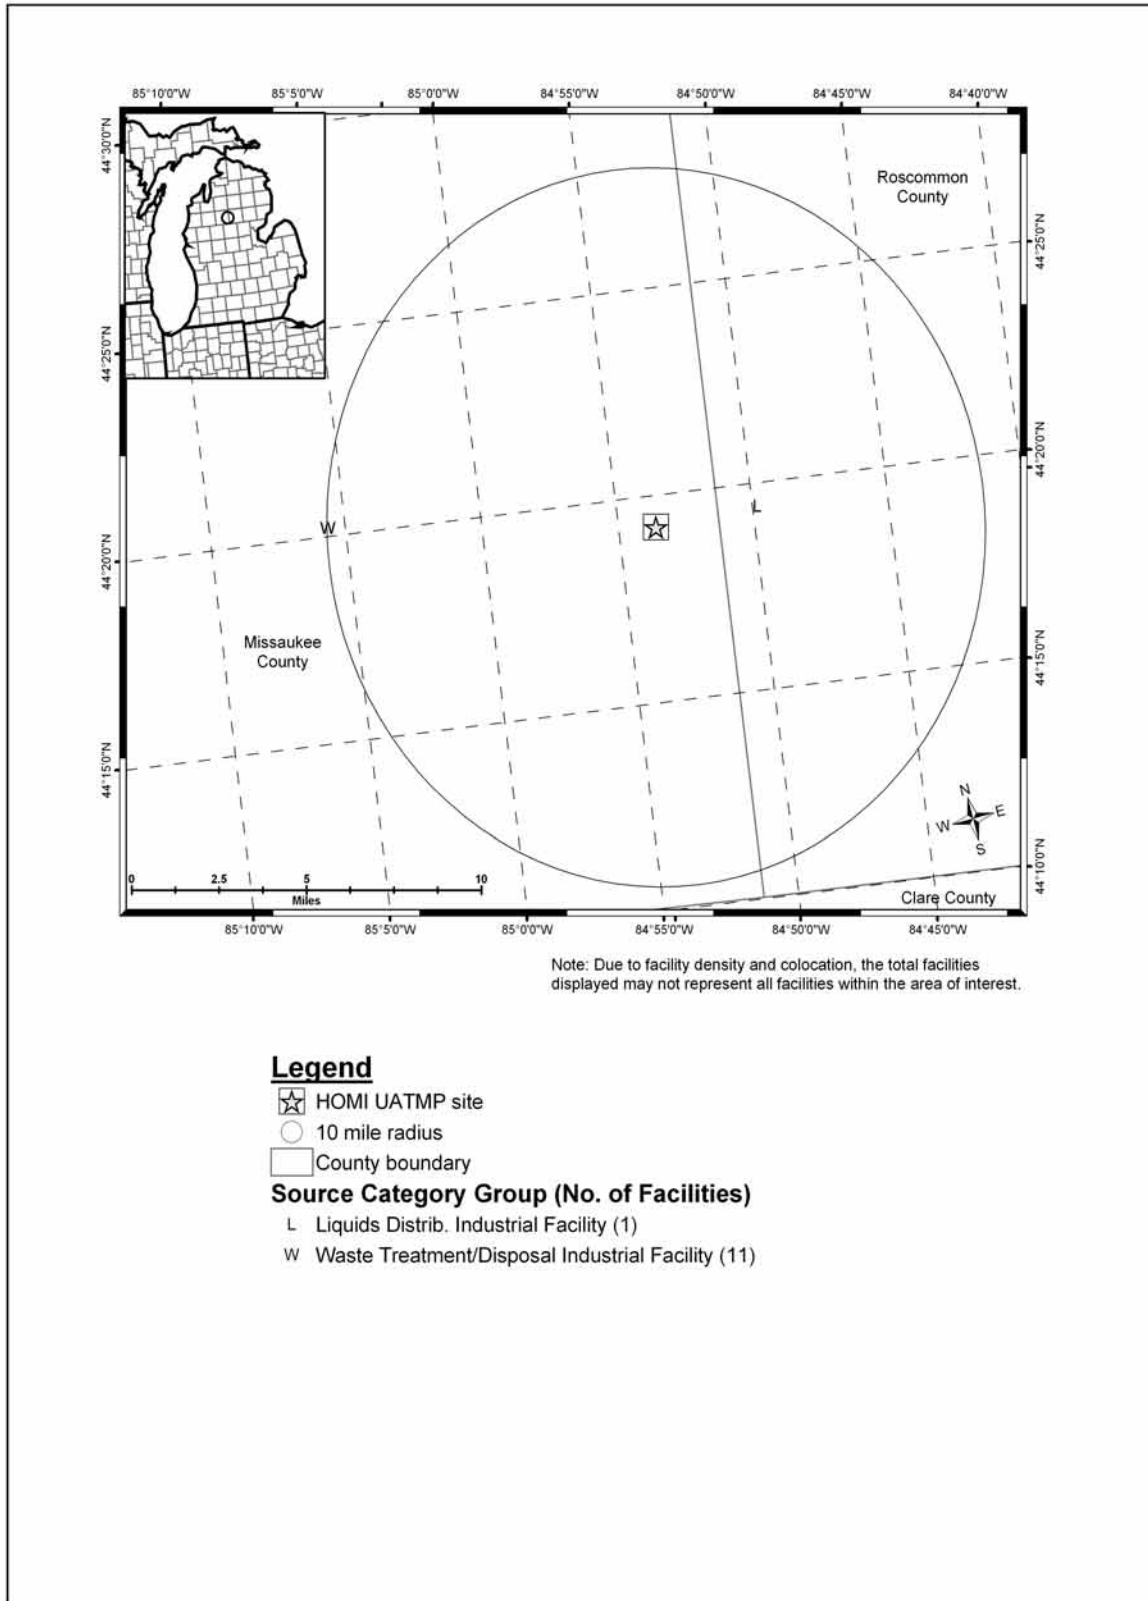 85°10'0"W 85°5'0"W 85°0'0"W 84°55'0"W 84°50'0"W 84°45'0"W 84°40'0"W
44°30'0"N
44°25'0"N
44°20'0"N
44°15'0"N
Roscommon
County
44°25'0"N
44°20'0"N
44°15'0"N
44°10'0"N
W
L
Missaukee
County
N
W E
S
0 2.5 5 10
Miles
Clare County
85°10'0"W 85°5'0"W 85°0'0"W 84°55'0"W 84°50'0"W 84°45'0"W
Note: Due to facility density and colocation, the total facilities
displayed may not represent all facilities within the area of interest.
Legend
HOMI UATMP site
10 mile radius
County boundary
Source Category Group (No. of Facilities)
L Liquids Distrib. Industrial Facility (1)
W Waste Treatment/Disposal Industrial Facility (11)